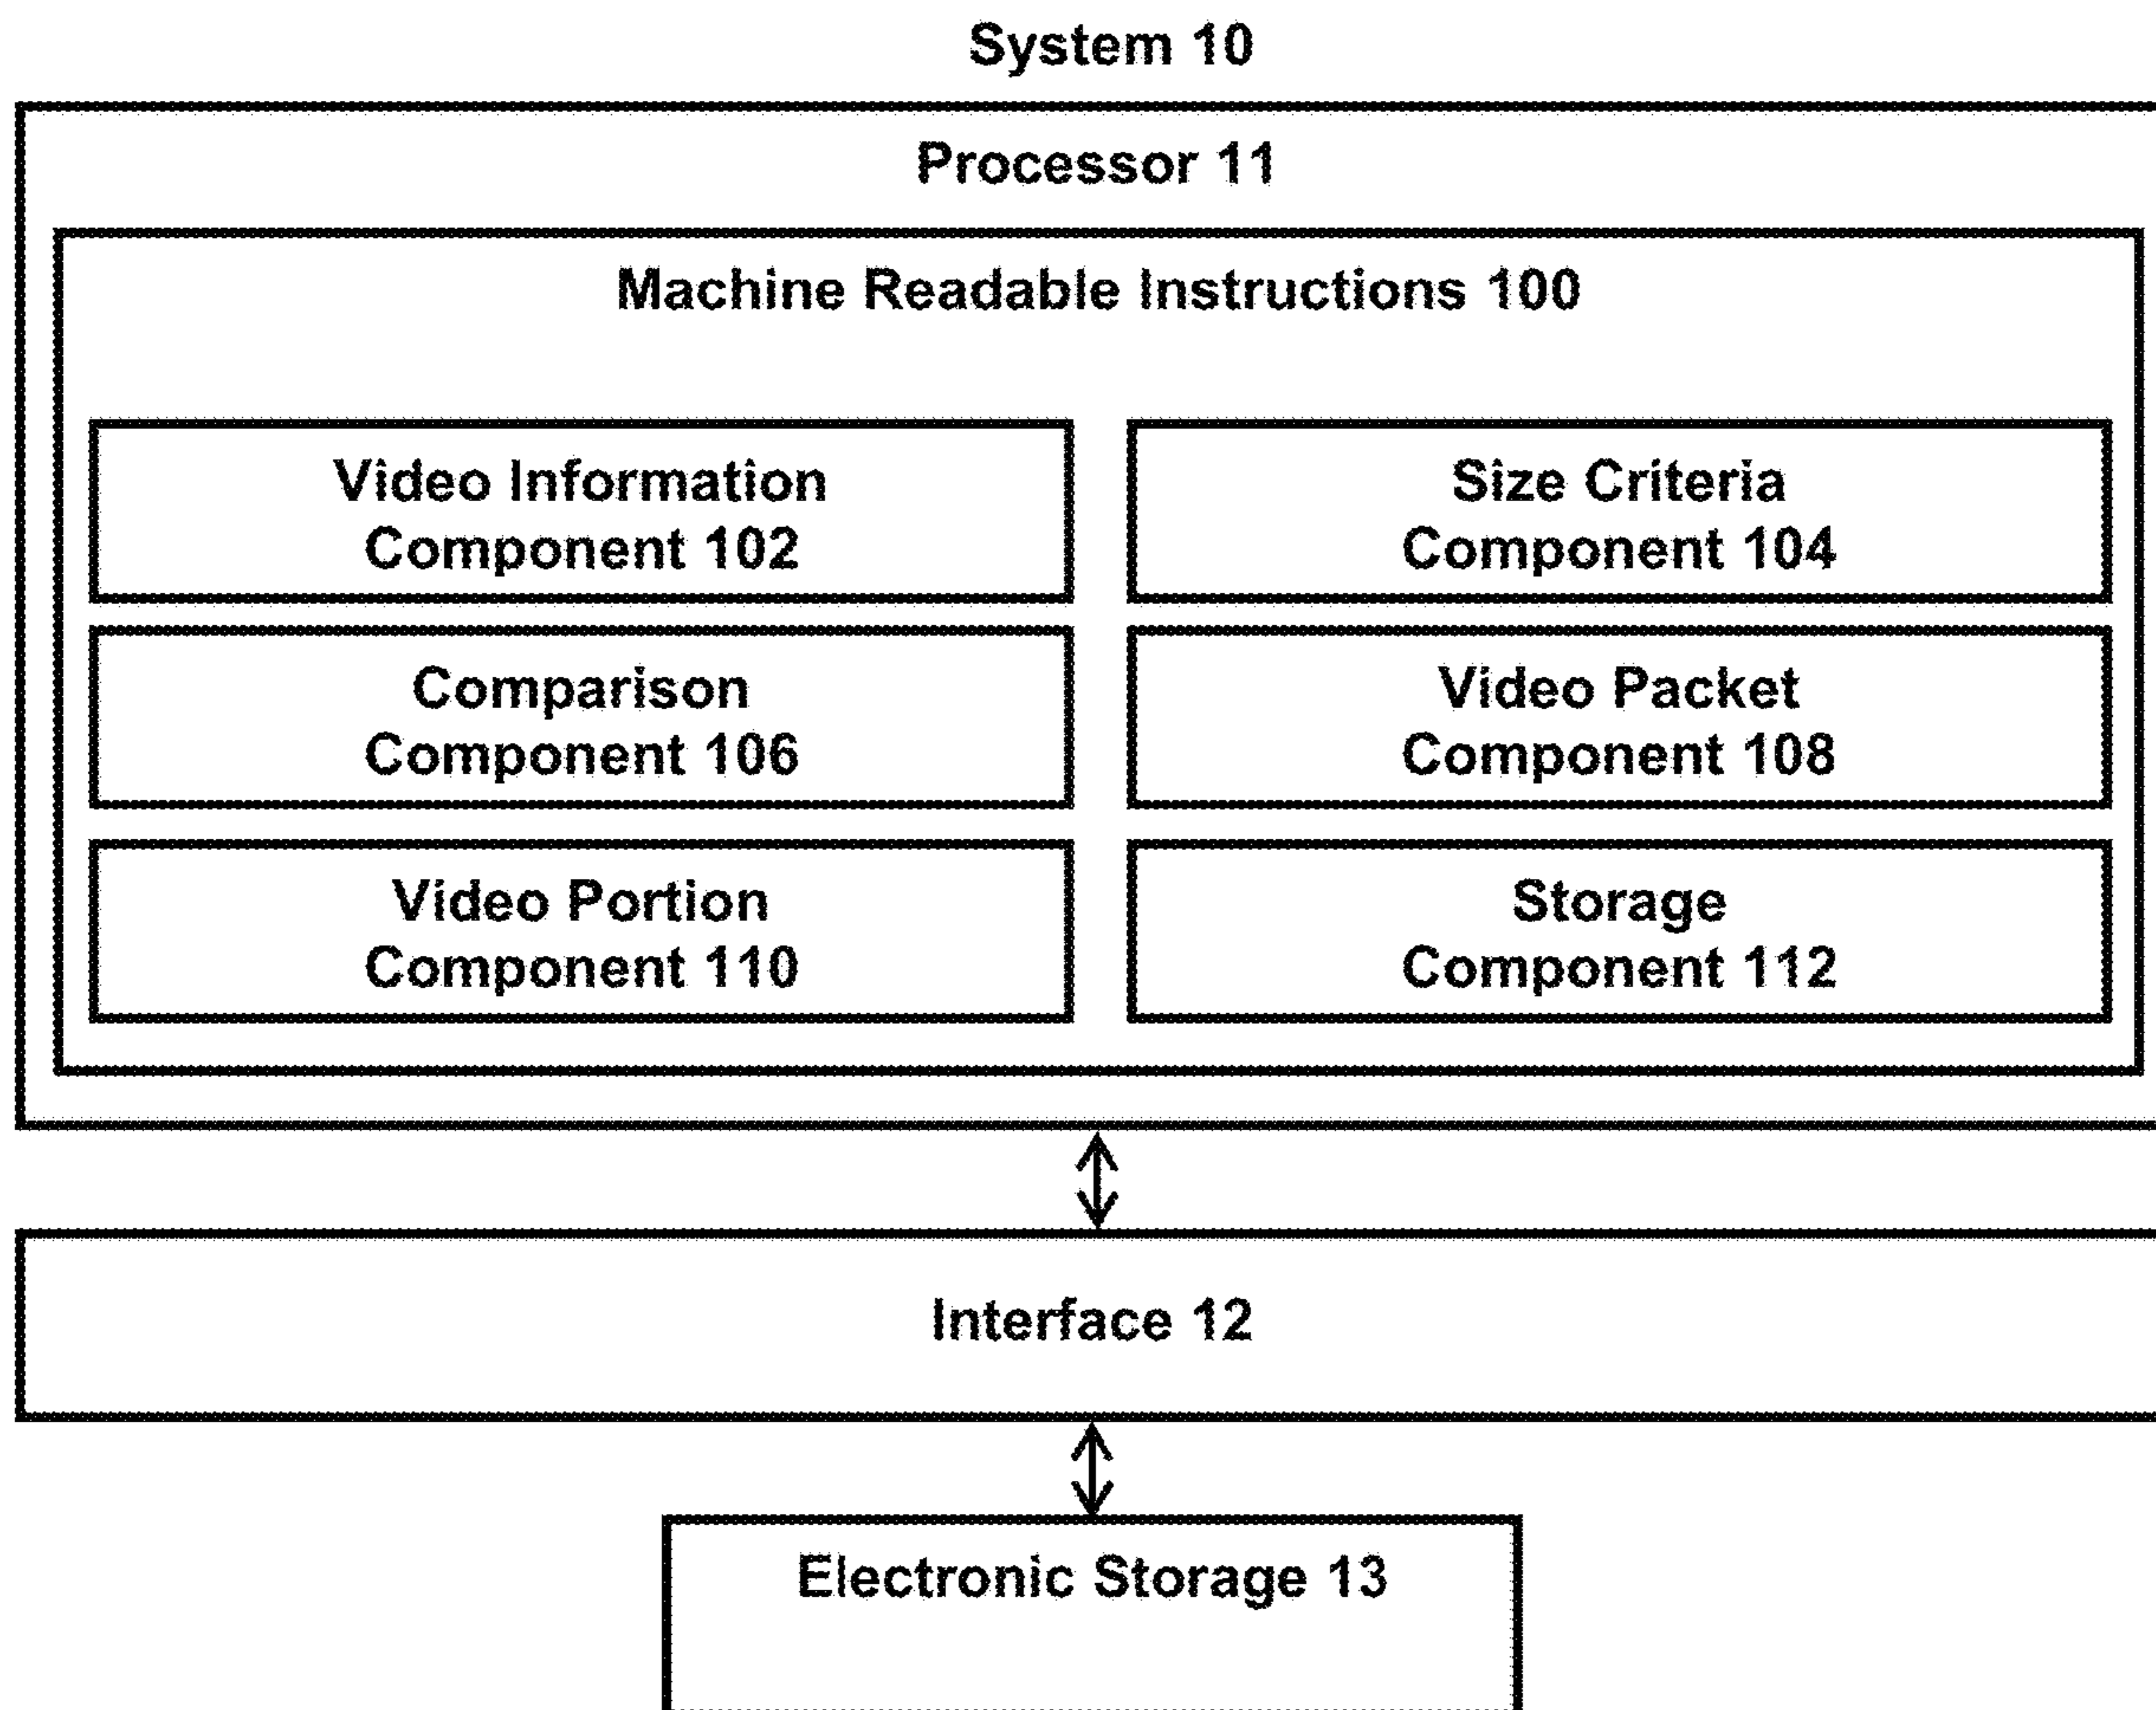 System 10
Processor 11
Machine Readable Instructions 100
Video Information
Component 102
Size Criteria
Component 104
Comparison
Component 106
Video Packet
Component 108
Video Portion
Component 110
Storage
Component 112
Interface 12
Electronic Storage 13